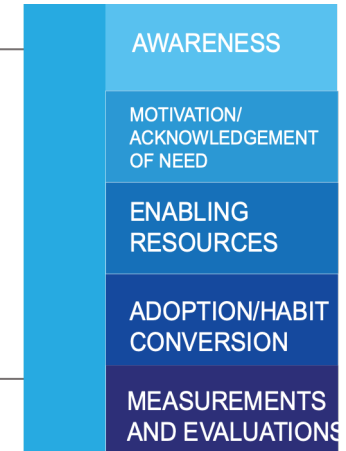 AWARENESS
MOTIVATION/
ACKNOWLEDGEMENT
OF NEED
ENABLING
RESOURCES
ADOPTION/HABIT
CONVERSION
MEASUREMENTS
AND EVALUATIONS